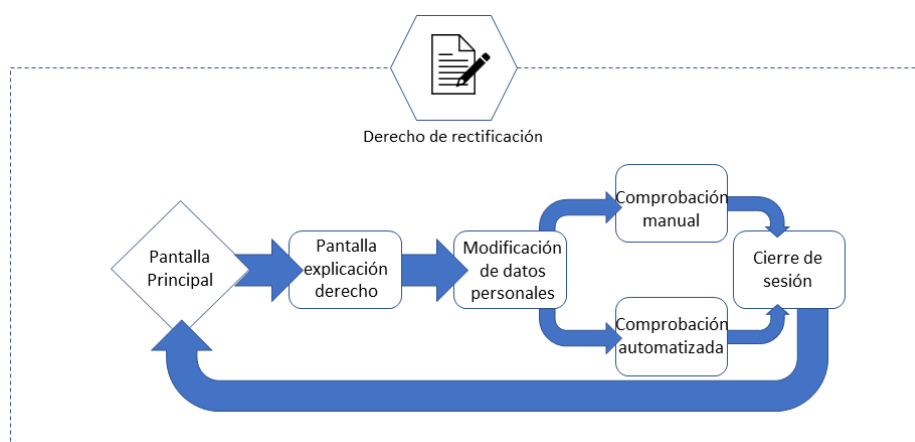 Derecho de rectificación
Pantalla
Principal
Pantalla
explicación
derecho
Modificación
de datos
personales
Comprobación
manual
Comprobación
automatizada
Cierre de
sesión